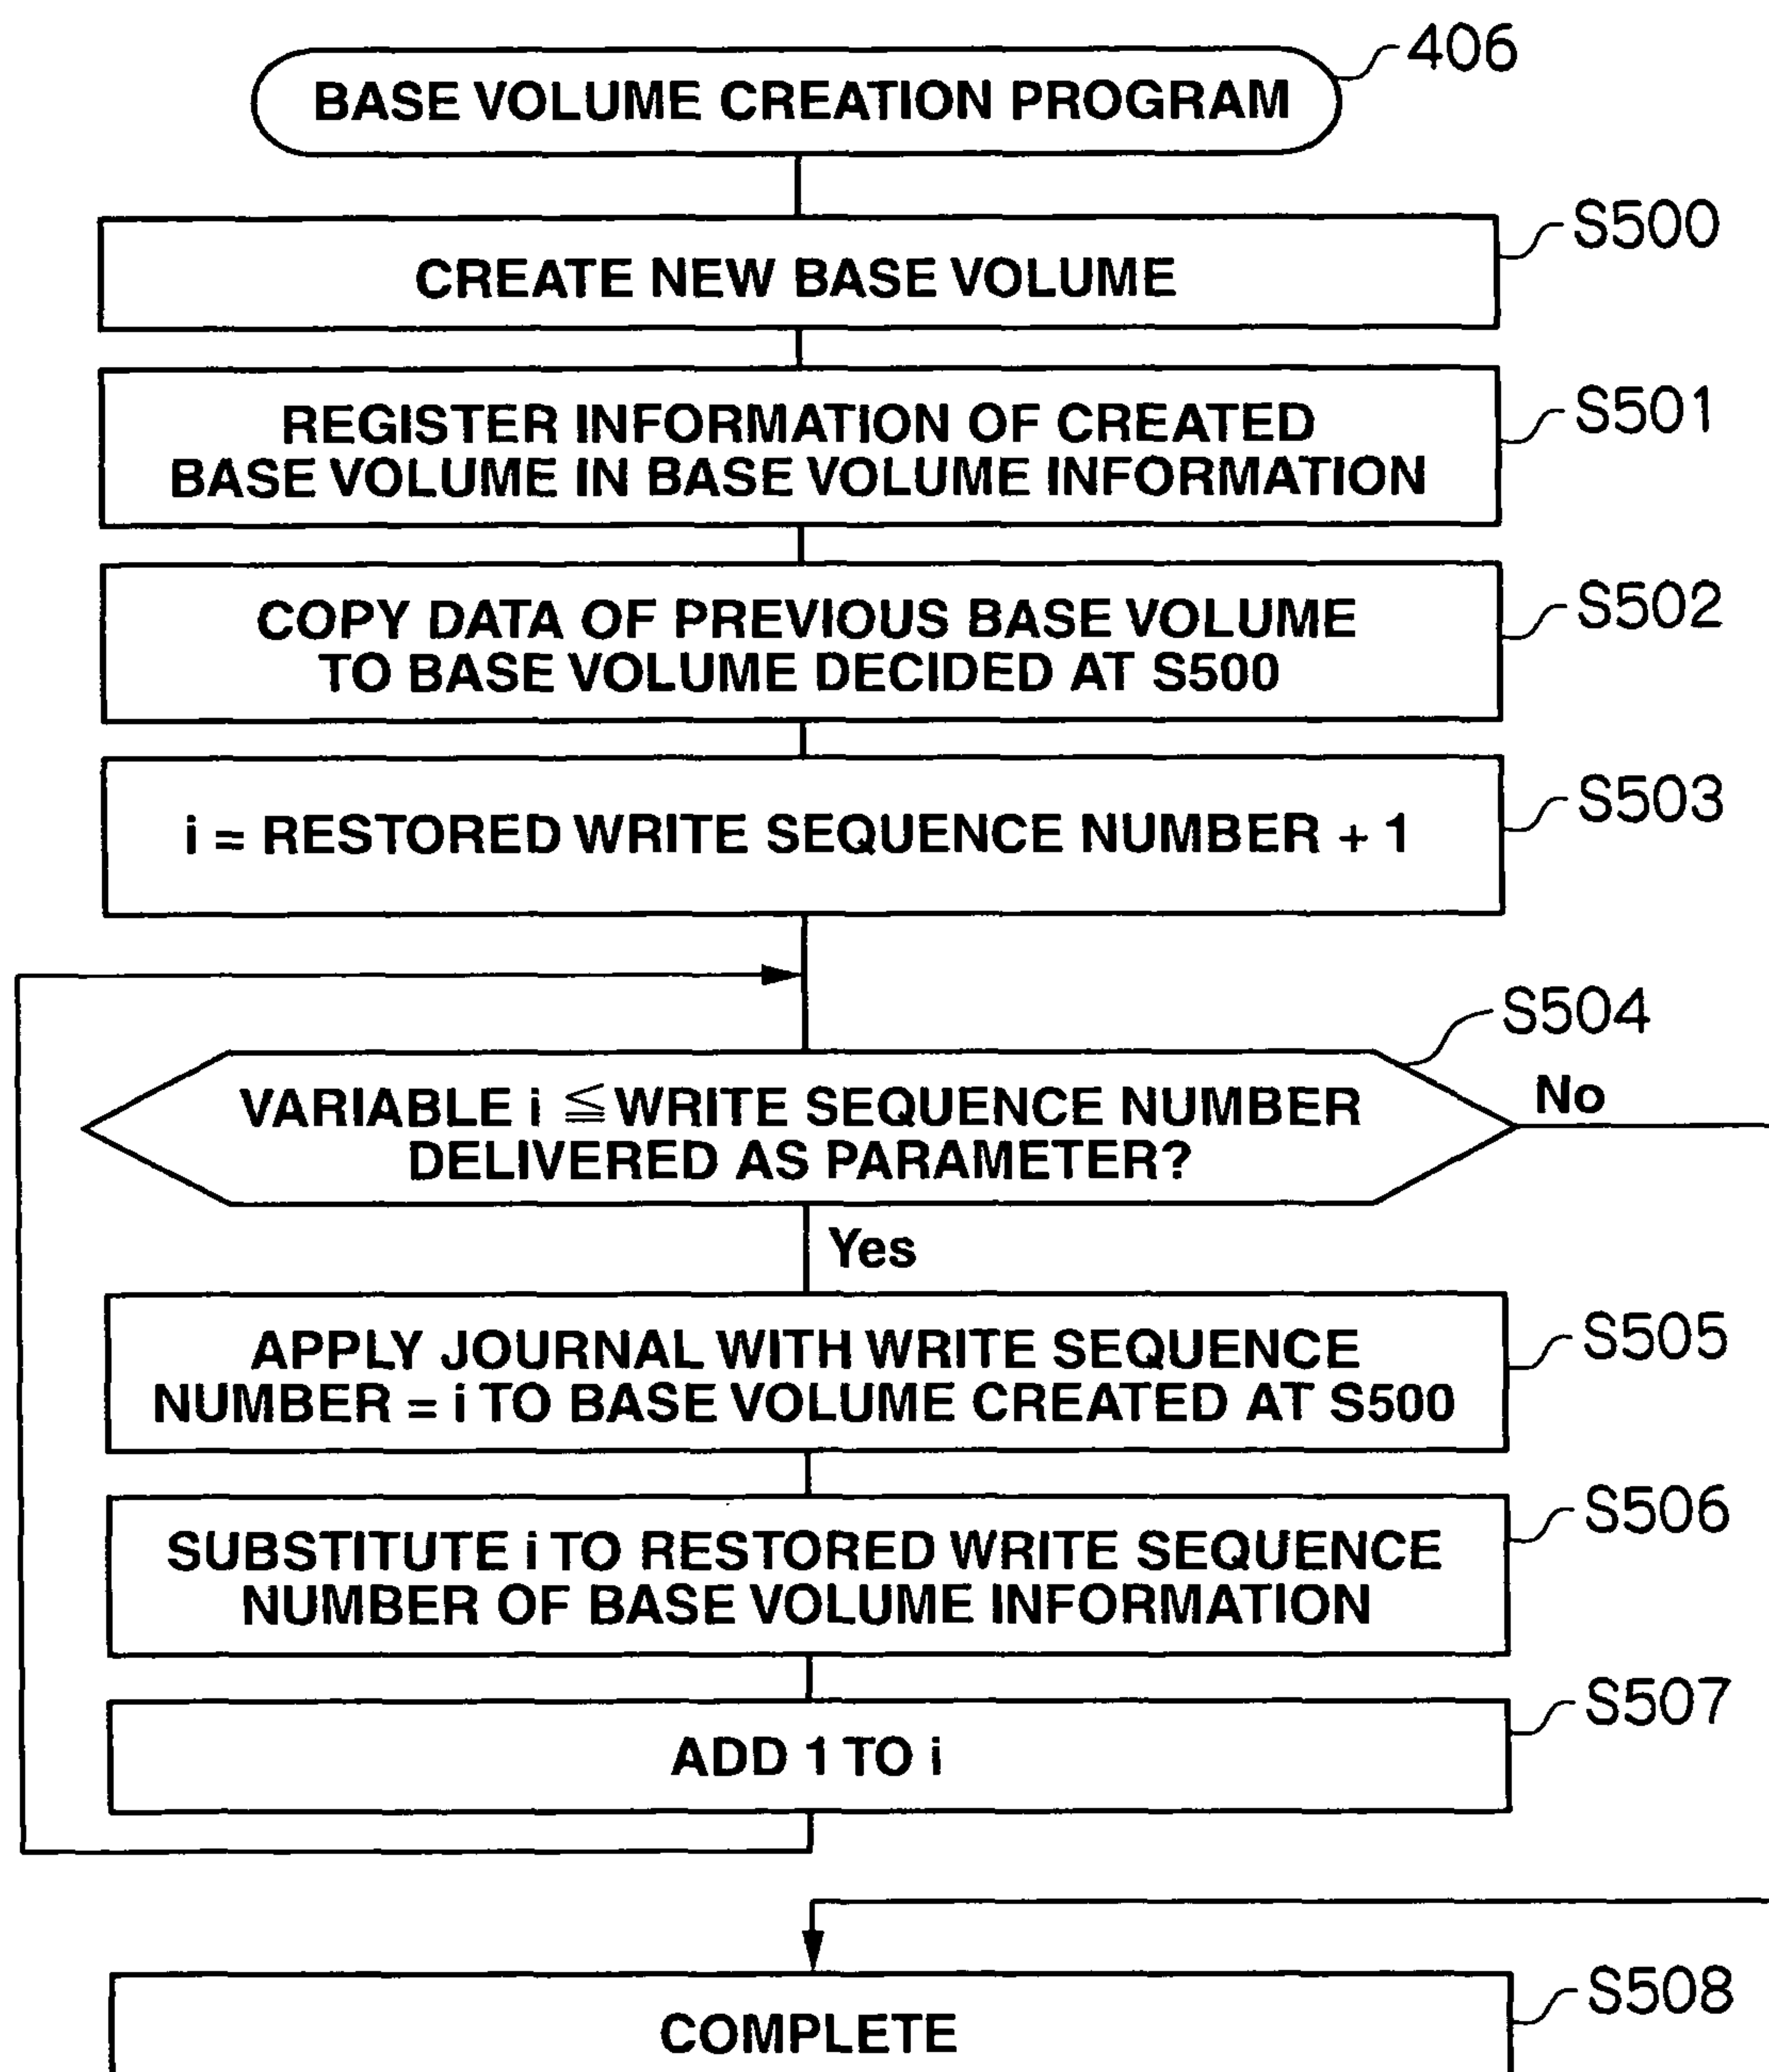 406
BASE VOLUME CREATION PROGRAM
S500
CREATE NEW BASE VOLUME
S501
REGISTER INFORMATION OF CREATED
BASE VOLUME IN BASE VOLUME INFORMATION
S502
COPY DATA OF PREVIOUS BASE VOLUME
TO BASE VOLUME DECIDED AT S500
S503
i = RESTORED WRITE SEQUENCE NUMBER + 1
S504
VARIABLE i ≦ WRITE SEQUENCE NUMBER
DELIVERED AS PARAMETER?
No
Yes
S505
APPLY JOURNAL WITH WRITE SEQUENCE
NUMBER = i TO BASE VOLUME CREATED AT S500
S506
SUBSTITUTE i TO RESTORED WRITE SEQUENCE
NUMBER OF BASE VOLUME INFORMATION
S507
ADD 1 TO i
S508
COMPLETE